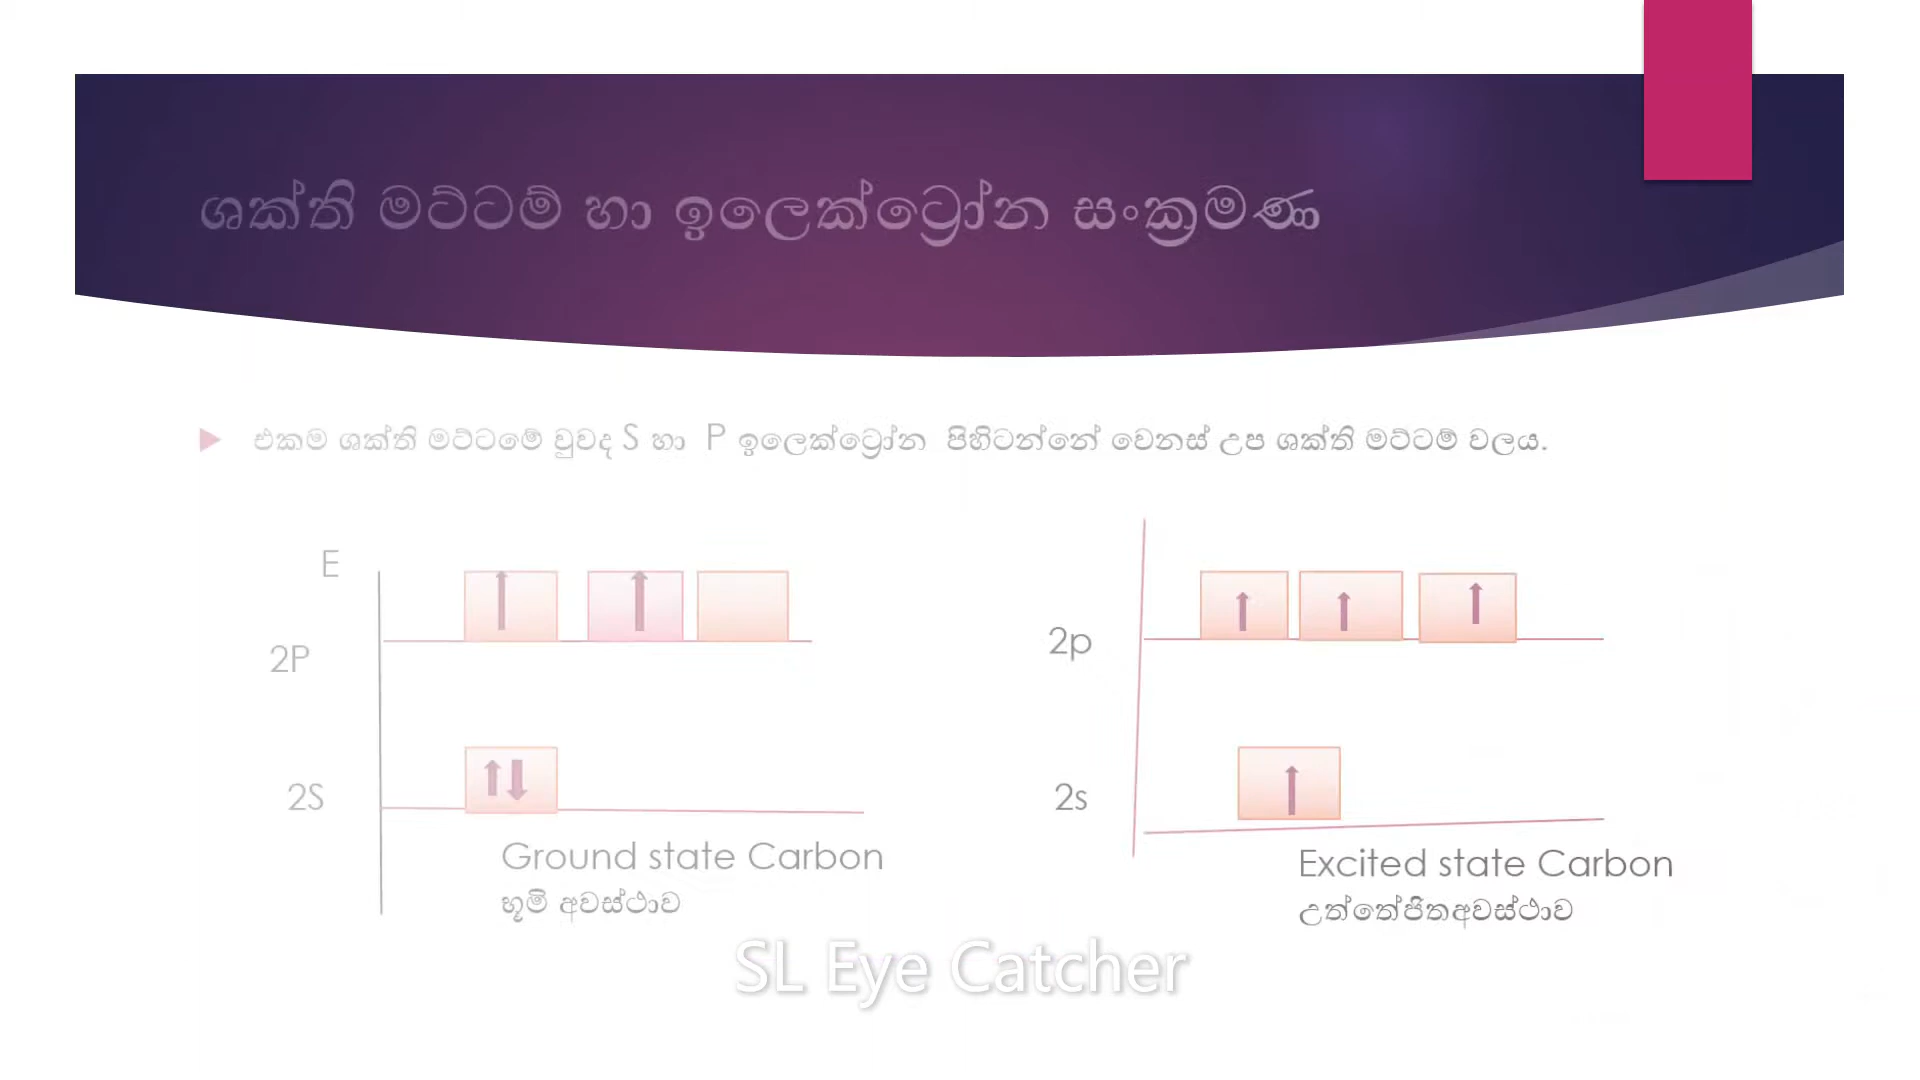 ශක්ති මට්ටම් හා ඉලෙක්ට්‍රෝන සංක්‍රමණ
එකම ශක්ති මට්ටමේ වුවද S හා P ඉලෙක්ට්‍රෝන පිහිටන්නේ වෙනස් උප ශක්ති මට්ටම් වලය.
E
2P
2S
Ground state Carbon
භූමි අවස්ථාව
2p
2s
Excited state Carbon
උත්තේජිතඅවස්ථාව
SL Eye Catcher